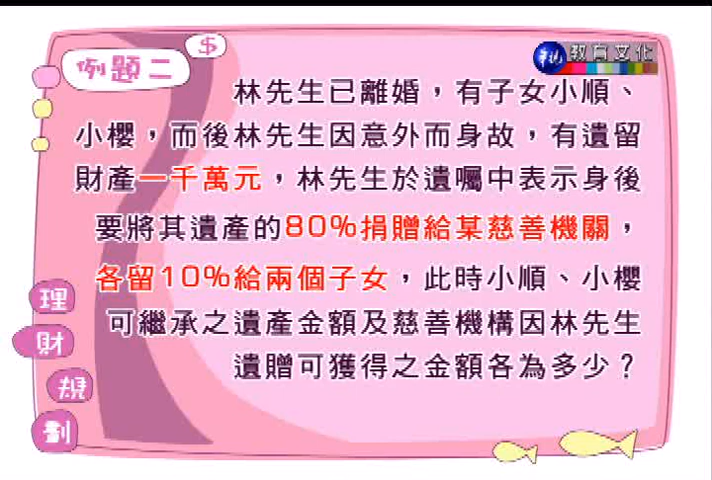 例題二
$
華視 教育文化
林先生已離婚，有子女小順、
小櫻，而後林先生因意外而身故，有遺留
財產一千萬元，林先生於遺囑中表示身後
要將其遺產的80%捐贈給某慈善機關，
各留10%給兩個子女，此時小順、小櫻
可繼承之遺產金額及慈善機構因林先生
遺贈可獲得之金額各為多少？
理
財
規
劃